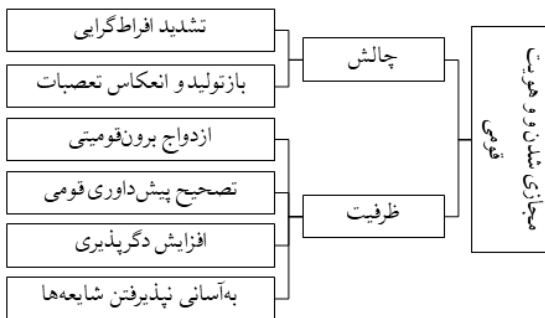 مجازی شدن و و هویت
قومی
چالش
تشدید افراط‌گرایی
بازتولید و انعکاس تعصبات
ظرفیت
ازدواج برون‌قومیتی
تصحیح پیش‌داوری قومی
افزایش دگرپذیری
به‌آسانی نپذیرفتن شایعه‌ها